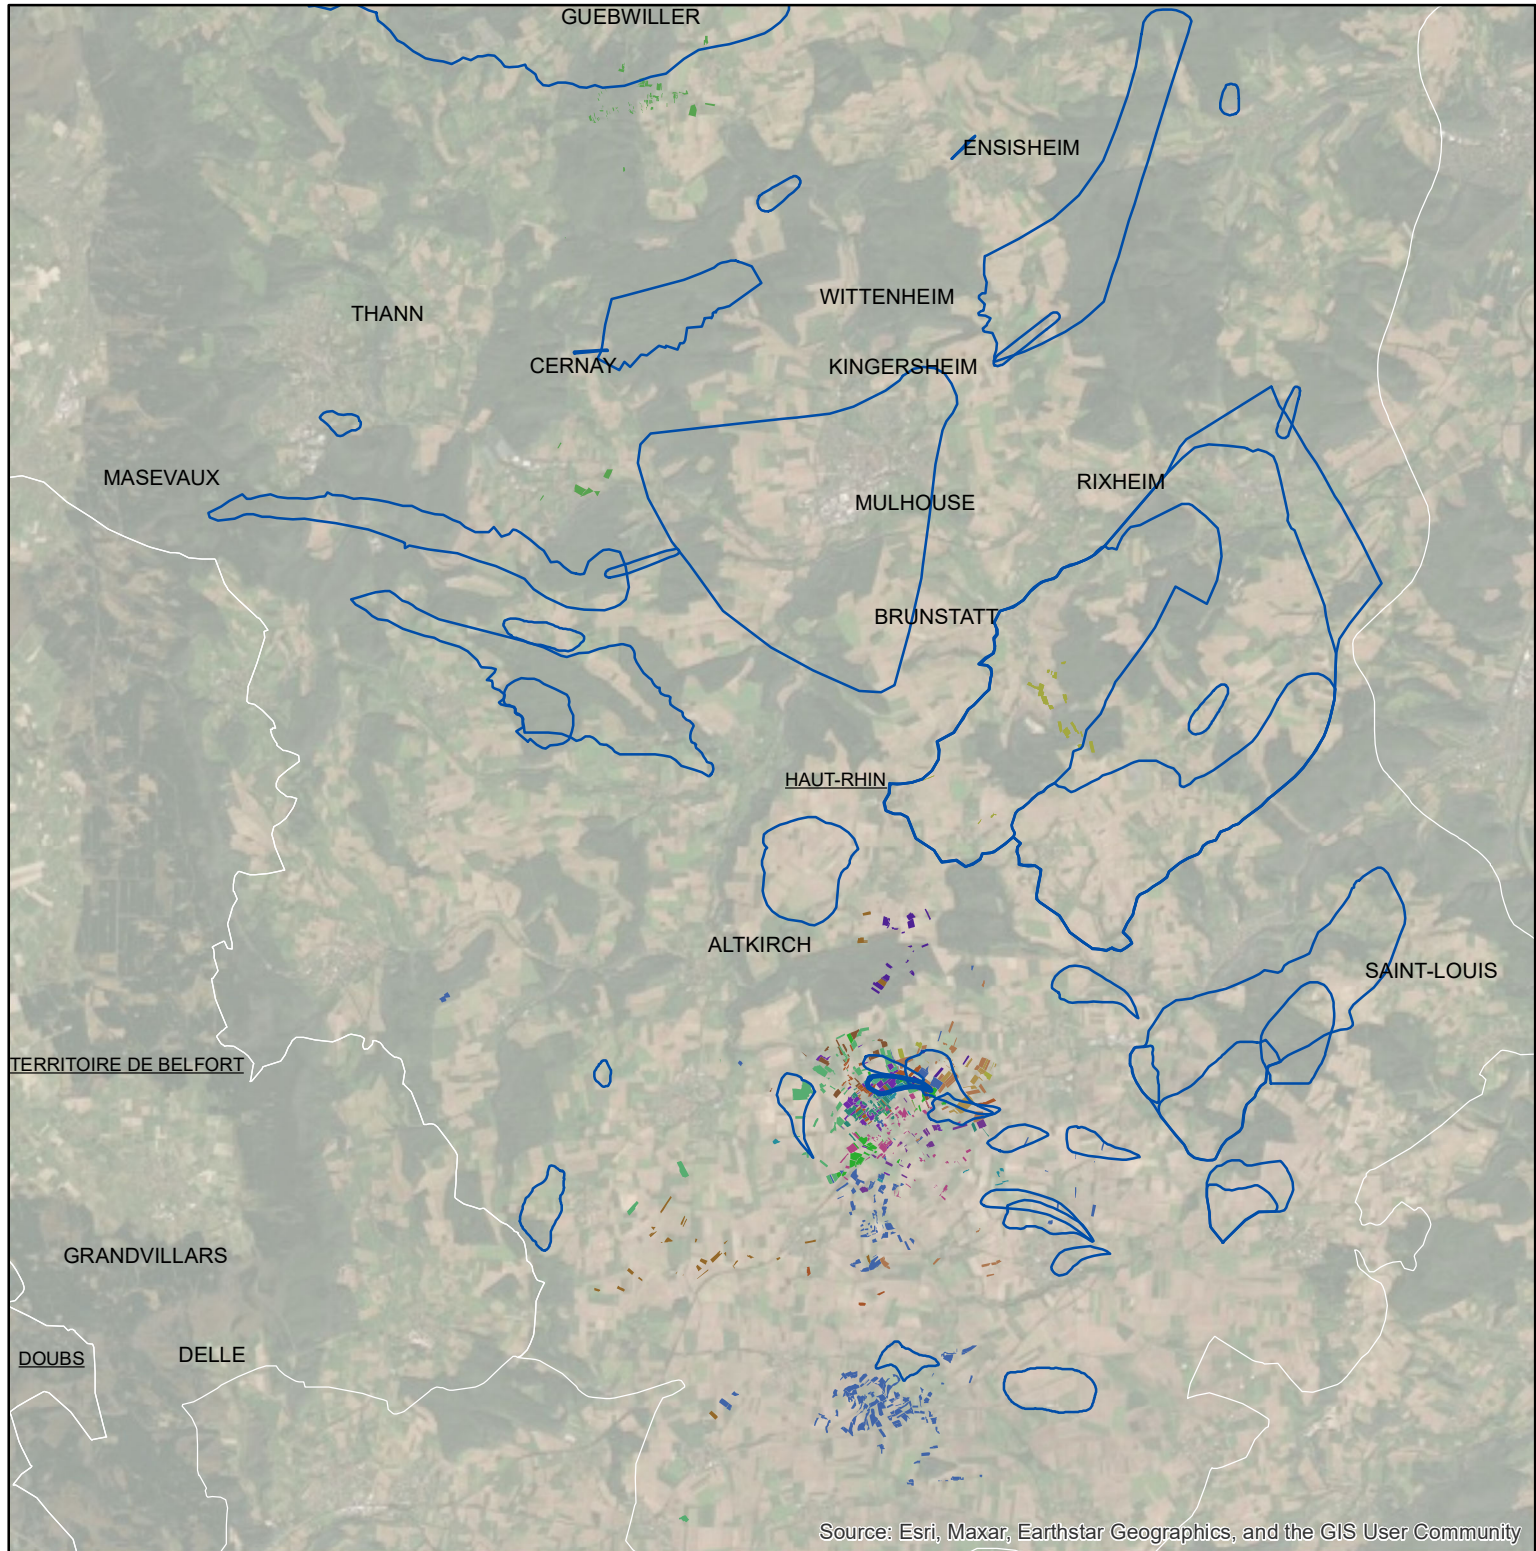 GUEBWILLER
ENSISHEIM
WITTENHEIM
THANN
CERNAY
KINGERSHEIM
MASEVAUX
RIXHEIM
MULHOUSE
BRUNSTATT
HAUT-RHIN
ALTKIRCH
SAINT-LOUIS
TERRITOIRE DE BELFORT
GRANDVILLARS
DOUBS
DELLE
Source: Esri, Maxar, Earthstar Geographics, and the GIS User Community